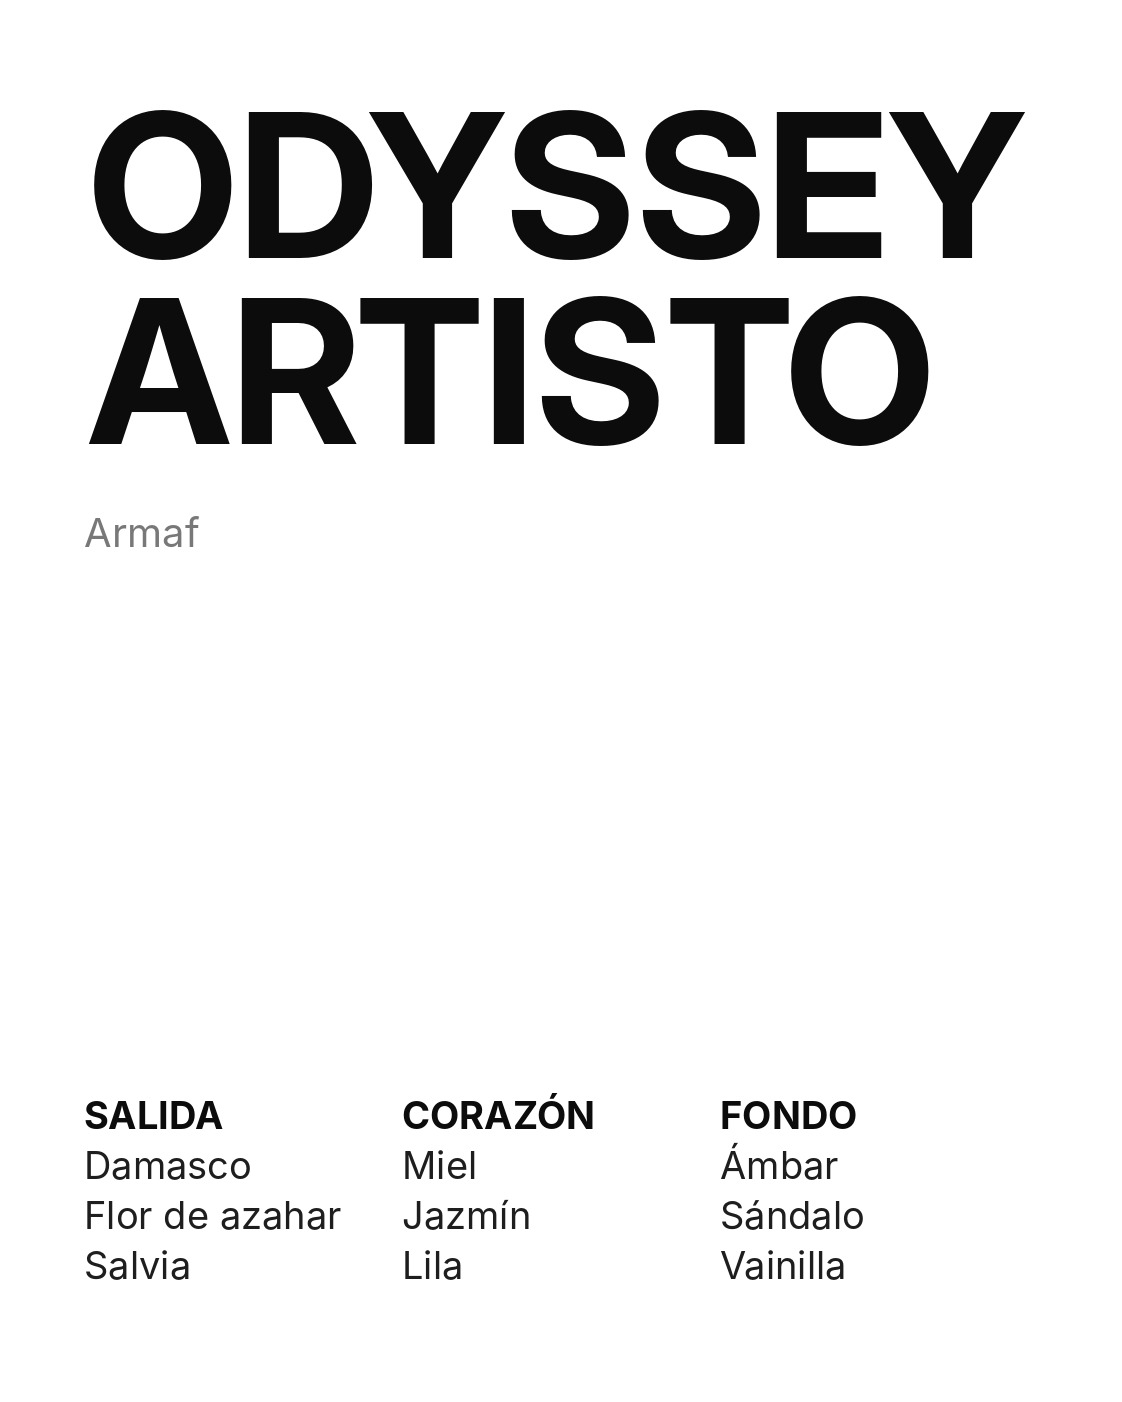 ODYSSEY
ARTISTO
Armaf
SALIDA
Damasco
Flor de azahar
Salvia
CORAZÓN
Miel
Jazmín
Lila
FONDO
Ámbar
Sándalo
Vainilla